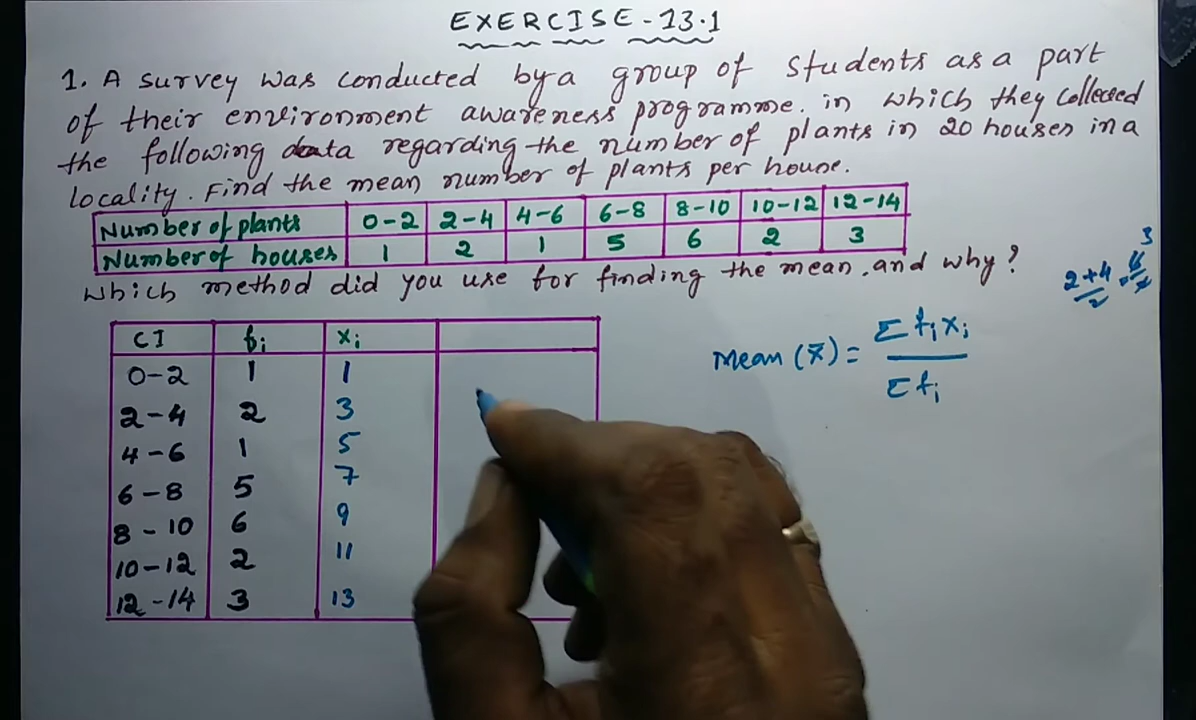 EXERCISE-13.1
1. A survey was conducted by a group of students as a part
of their environment awareness programme. in which they collected
the following data regarding the number of plants in 20 houses in a
locality. Find the mean number of plants per house.
Number of plants 0-2 2-4 4-6 6-8 8-10 10-12 12-14
Number of houses 1 2 1 5 6 2 3
which method did you use for finding the mean, and why?
CI fi xi
0-2 1 1
2-4 2 3
4-6 1 5
6-8 5 7
8-10 6 9
10-12 2 11
12-14 3 13
Mean (x̄) = Σfixi
Σfi
3
2+4
2